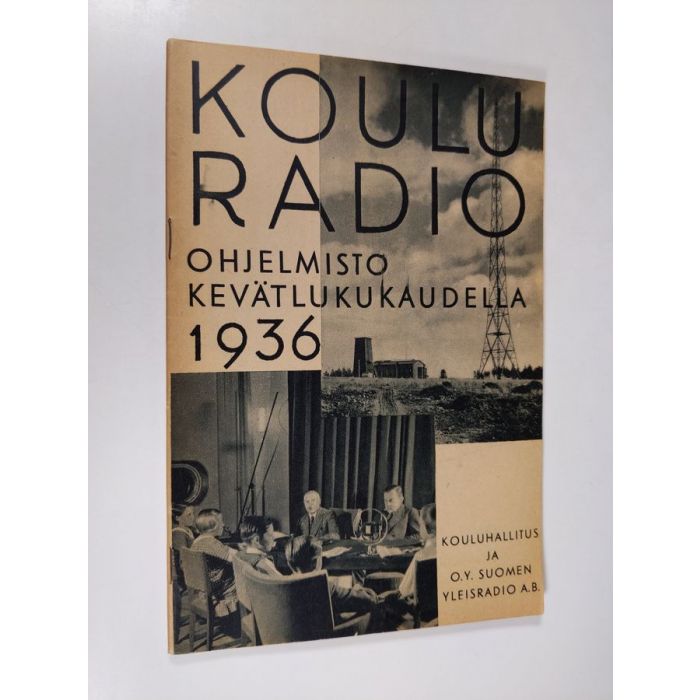 KOULU
RADIO
OHJELMISTO
KEVÄTLUKUKAUDELLA
1936
KOULUHALLITUS
JA
O.Y. SUOMEN
YLEISRADIO A.B.